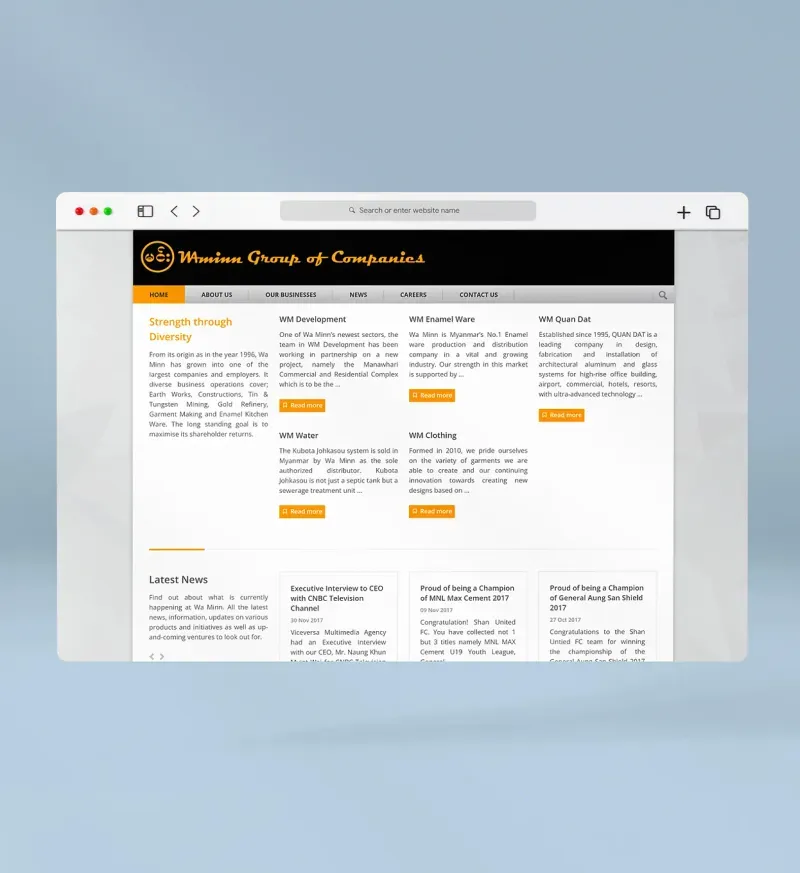 Search or enter website name
Waminn Group of Companies
HOME ABOUT US OUR BUSINESSES NEWS CAREERS CONTACT US
Strength through
Diversity
From its origin as in the year 1996, Wa
Minn has grown into one of the
largest companies and employers. It
diverse business operations cover;
Earth Works, Constructions, Tin &
Tungsten Mining, Gold Refinery,
Garment Making and Enamel Kitchen
Ware. The long standing goal is to
maximise its shareholder returns.
WM Development
One of Wa Minn's newest sectors, the
team in WM Development has been
working in partnership on a new
project, namely the Manawhari
Commercial and Residential Complex
which is to be the ...
Read more
WM Enamel Ware
Wa Minn is Myanmar's No.1 Enamel
ware production and distribution
company in a vital and growing
industry. Our strength in this market
is supported by ...
Read more
WM Quan Dat
Established since 1995, QUAN DAT is a
leading company in design,
fabrication and installation of
architectural aluminum and glass
systems for high-rise office building,
airport, commercial, hotels, resorts,
with ultra-advanced technology ...
Read more
WM Water
The Kubota Johkasou system is sold in
Myanmar by Wa Minn as the sole
authorized distributor. Kubota
Johkasou is not just a septic tank but a
sewerage treatment unit ...
Read more
WM Clothing
Formed in 2010, we pride ourselves
on the variety of garments we are
able to create and our continuing
innovation towards creating new
designs based on ...
Read more
Latest News
Find out about what is currently
happening at Wa Minn. All the latest
news, information, updates on various
products and initiatives as well as up-
and-coming ventures to look out for.
Executive Interview to CEO
with CNBC Television
Channel
30 Nov 2017
Viceversa Multimedia Agency
had an Executive Interview
with our CEO, Mr. Naung Khun
Proud of being a Champion
of MNL Max Cement 2017
09 Nov 2017
Congratulation! Shan United
FC. You have collected not 1
but 3 titles namely MNL MAX
Cement U19 Youth League,
Proud of being a Champion
of General Aung San Shield
2017
27 Oct 2017
Congratulations to the Shan
Untied FC team for winning
the championship of the
General Aung San Shield 2017